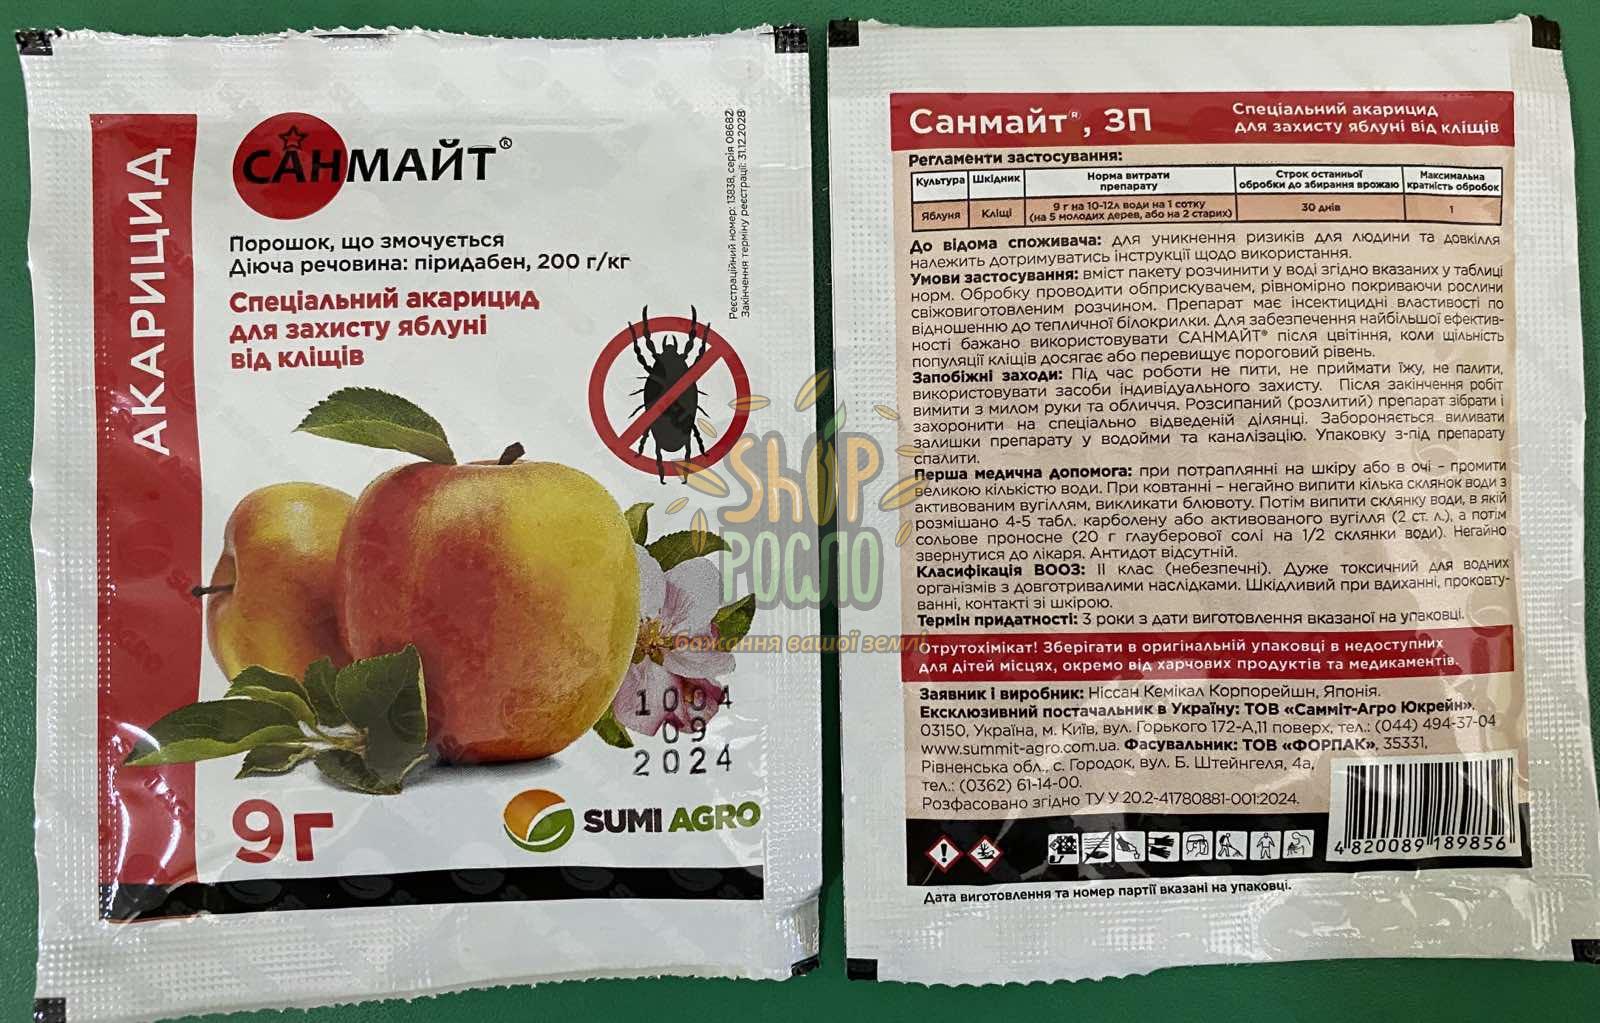 АКАРИЦИД
САНМАЙТ®
Порошок, що змочується
Діюча речовина: піридабен, 200 г/кг
Спеціальний акарицид
для захисту яблуні
від кліщів
Реєстраційний номер: 13838, серія 08682
Закінчення терміну реєстрації: 31.12.2028
1004
09
2024
9г
SUMI AGRO
SHOP
РОСЛО
бажання вашої землі
Санмайт®, ЗП
Спеціальний акарицид
для захисту яблуні від кліщів
Регламенти застосування:
Культура Шкідник Норма витрати препарату Строк останньої обробки до збирання врожаю Максимальна кратність обробок
Яблуня Кліщі 9 г на 10-12л води на 1 сотку (на 5 молодих дерев, або на 2 старих) 30 днів 1
До відома споживача: для уникнення ризиків для людини та довкілля
належить дотримуватись інструкції щодо використання.
Умови застосування: вміст пакету розчинити у воді згідно вказаних у таблиці
норм. Обробку проводити обприскувачем, рівномірно покриваючи рослини
свіжовиготовленим розчином. Препарат має інсектицидні властивості по
відношенню до тепличної білокрилки. Для забезпечення найбільшої ефектив-
ності бажано використовувати САНМАЙТ® після цвітіння, коли щільність
популяції кліщів досягає або перевищує пороговий рівень.
Запобіжні заходи: Під час роботи не пити, не приймати їжу, не палити,
використовувати засоби індивідуального захисту. Після закінчення робіт
вимити з милом руки та обличчя. Розсипаний (розлитий) препарат зібрати і
захоронити на спеціально відведеній ділянці. Забороняється виливати
залишки препарату у водойми та каналізацію. Упаковку з-під препарату
спалити.
Перша медична допомога: при потраплянні на шкіру або в очі - промити
великою кількістю води. При ковтанні – негайно випити кілька склянок води з
активованим вугіллям, викликати блювоту. Потім випити склянку води, в якій
розмішано 4-5 табл. карболену або активованого вугілля (2 ст. л.), а потім
сольове проносне (20 г глауберової солі на 1/2 склянки води). Негайно
звернутися до лікаря. Антидот відсутній.
Класифікація ВООЗ: II клас (небезпечні). Дуже токсичний для водних
організмів з довготривалими наслідками. Шкідливий при вдиханні, проковту-
ванні, контакті зі шкірою.
Термін придатності: 3 роки з дати виготовлення вказаної на упаковці.
Отрутохімікат! Зберігати в оригінальній упаковці в недоступних
для дітей місцях, окремо від харчових продуктів та медикаментів.
Заявник і виробник: Ніссан Кемікал Корпорейшн, Японія.
Ексклюзивний постачальник в Україну: ТОВ «Самміт-Агро Юкрейн».
03150, Україна, м. Київ, вул. Горького 172-А,11 поверх, тел.: (044) 494-37-04
www.summit-agro.com.ua. Фасувальник: ТОВ «ФОРПАК», 35331,
Рівненська обл., с. Городок, вул. Б. Штейнгеля, 4а,
тел.: (0362) 61-14-00.
Розфасовано згідно ТУ У 20.2-41780881-001:2024.
4 820089 189856
Дата виготовлення та номер партії вказані на упаковці.